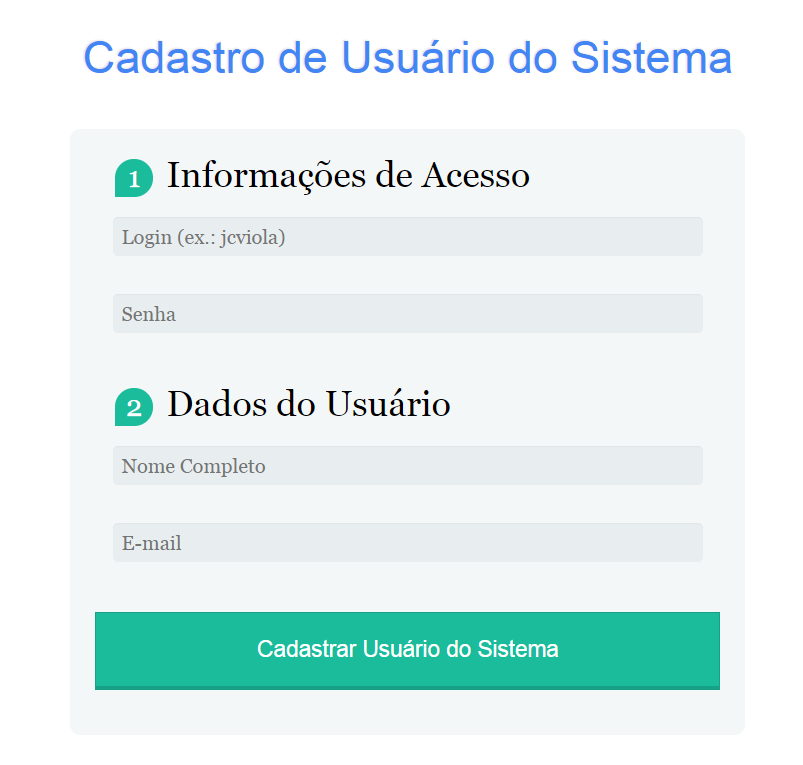 Cadastro de Usuário do Sistema
1 Informações de Acesso
Login (ex.: jcviola)
Senha
2 Dados do Usuário
Nome Completo
E-mail
Cadastrar Usuário do Sistema